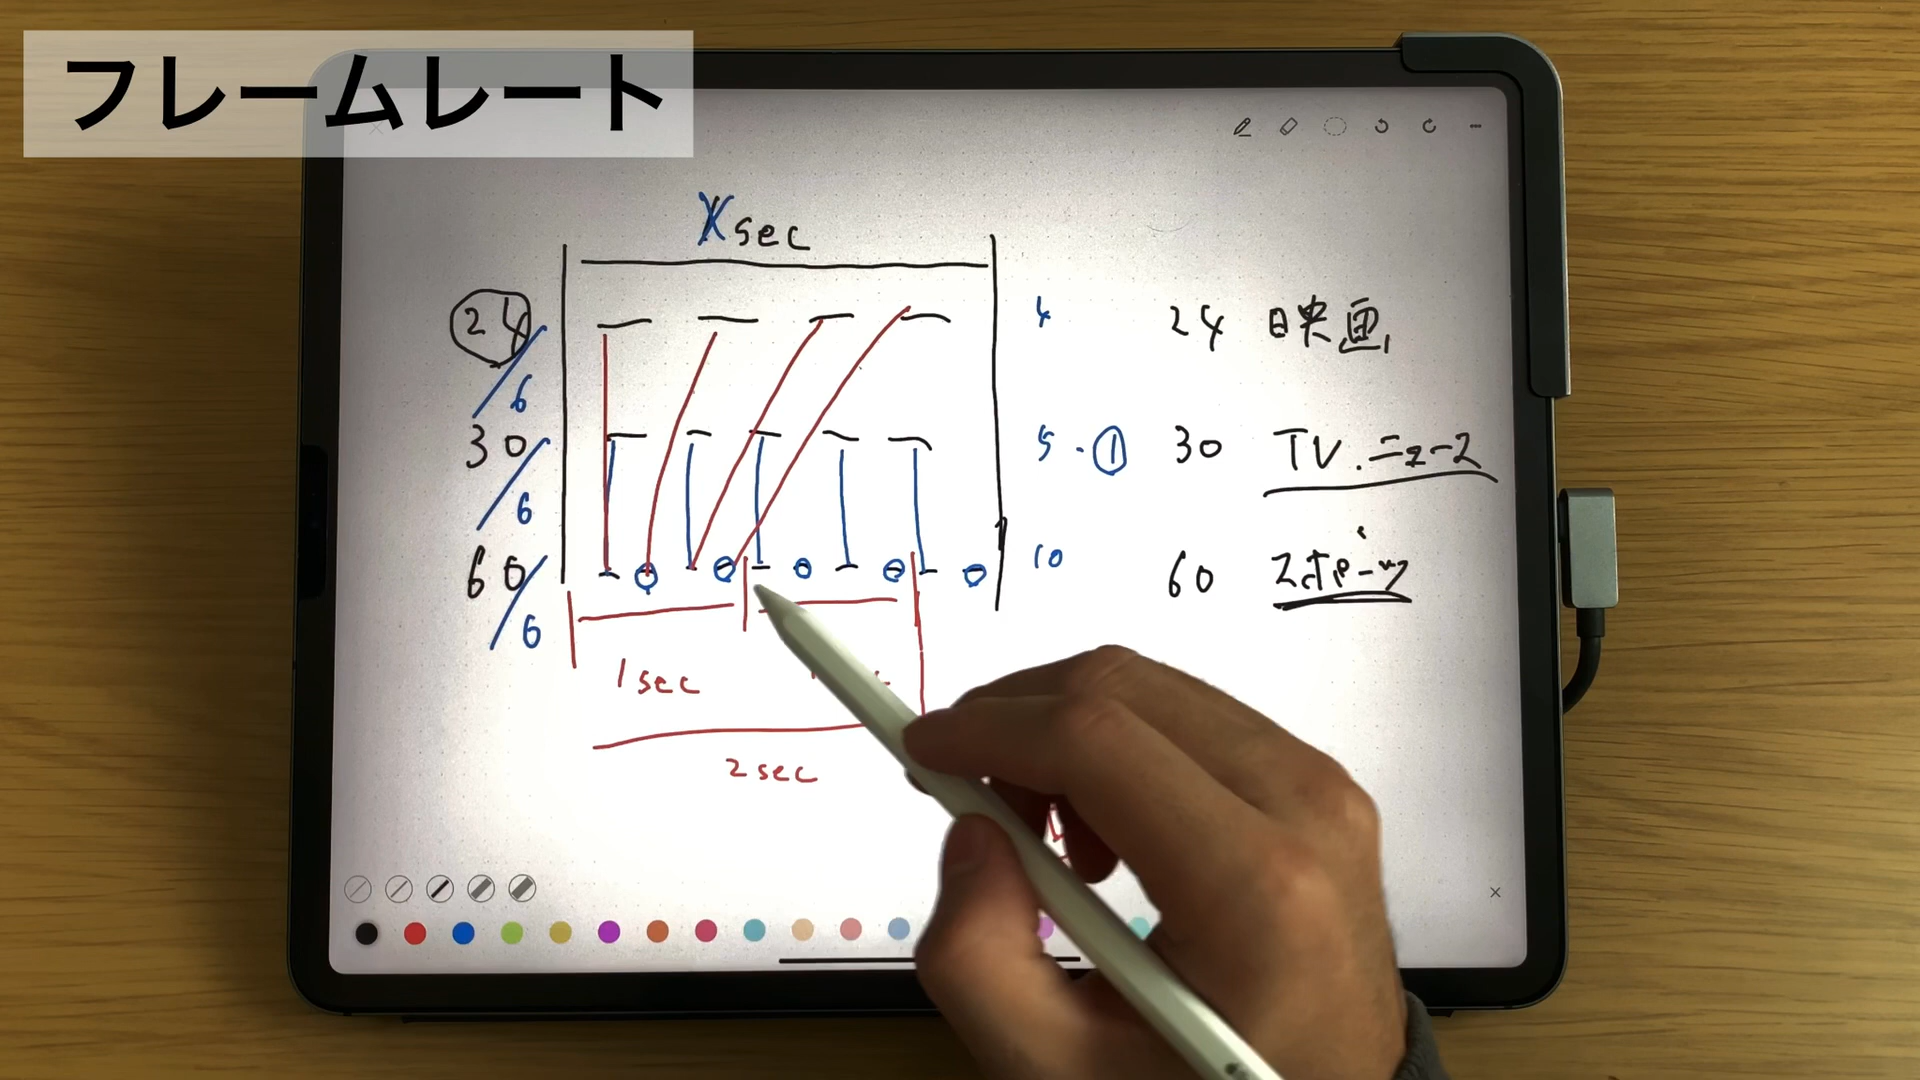 フレームレート
Xsec
24/6
4
24 映画
30/6
5・①
30 TV.ニュース
60/6
10
60 スポーツ
1sec
2sec